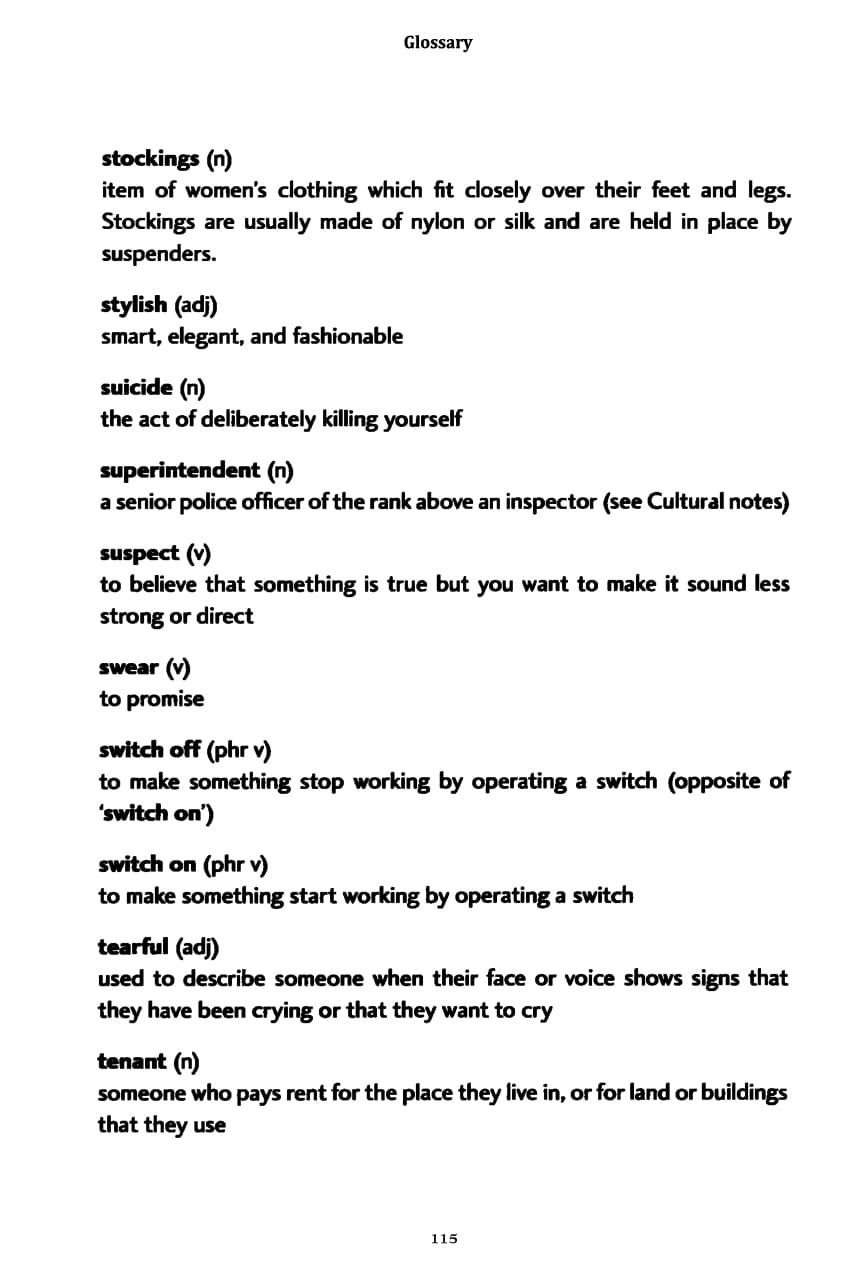 Glossary
stockings (n)
item of women's clothing which fit closely over their feet and legs.
Stockings are usually made of nylon or silk and are held in place by
suspenders.
stylish (adj)
smart, elegant, and fashionable
suicide (n)
the act of deliberately killing yourself
superintendent (n)
a senior police officer of the rank above an inspector (see Cultural notes)
suspect (v)
to believe that something is true but you want to make it sound less
strong or direct
swear (v)
to promise
switch off (phr v)
to make something stop working by operating a switch (opposite of
‘switch on’)
switch on (phr v)
to make something start working by operating a switch
tearful (adj)
used to describe someone when their face or voice shows signs that
they have been crying or that they want to cry
tenant (n)
someone who pays rent for the place they live in, or for land or buildings
that they use
115